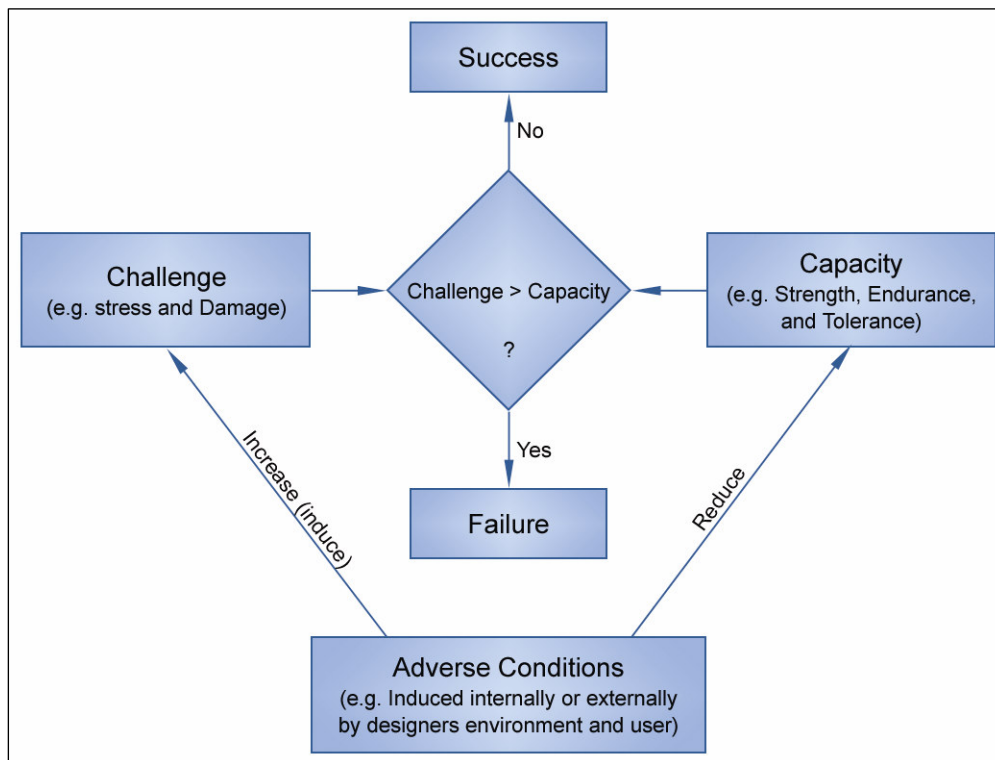 Success
No
Challenge
(e.g. stress and Damage)
Challenge > Capacity
?
Capacity
(e.g. Strength, Endurance,
and Tolerance)
Yes
Failure
Increase (induce)
Reduce
Adverse Conditions
(e.g. Induced internally or externally
by designers environment and user)